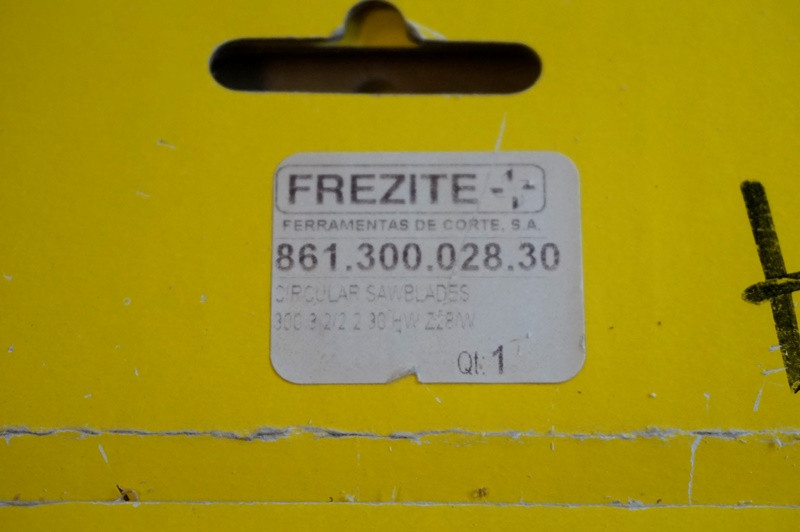 FREZITE
FERRAMENTAS DE CORTE, S.A.
861.300.028.30
CIRCULAR SAWBLADES
300 3,2/2,2 30 HW Z28/W
Qt: 1